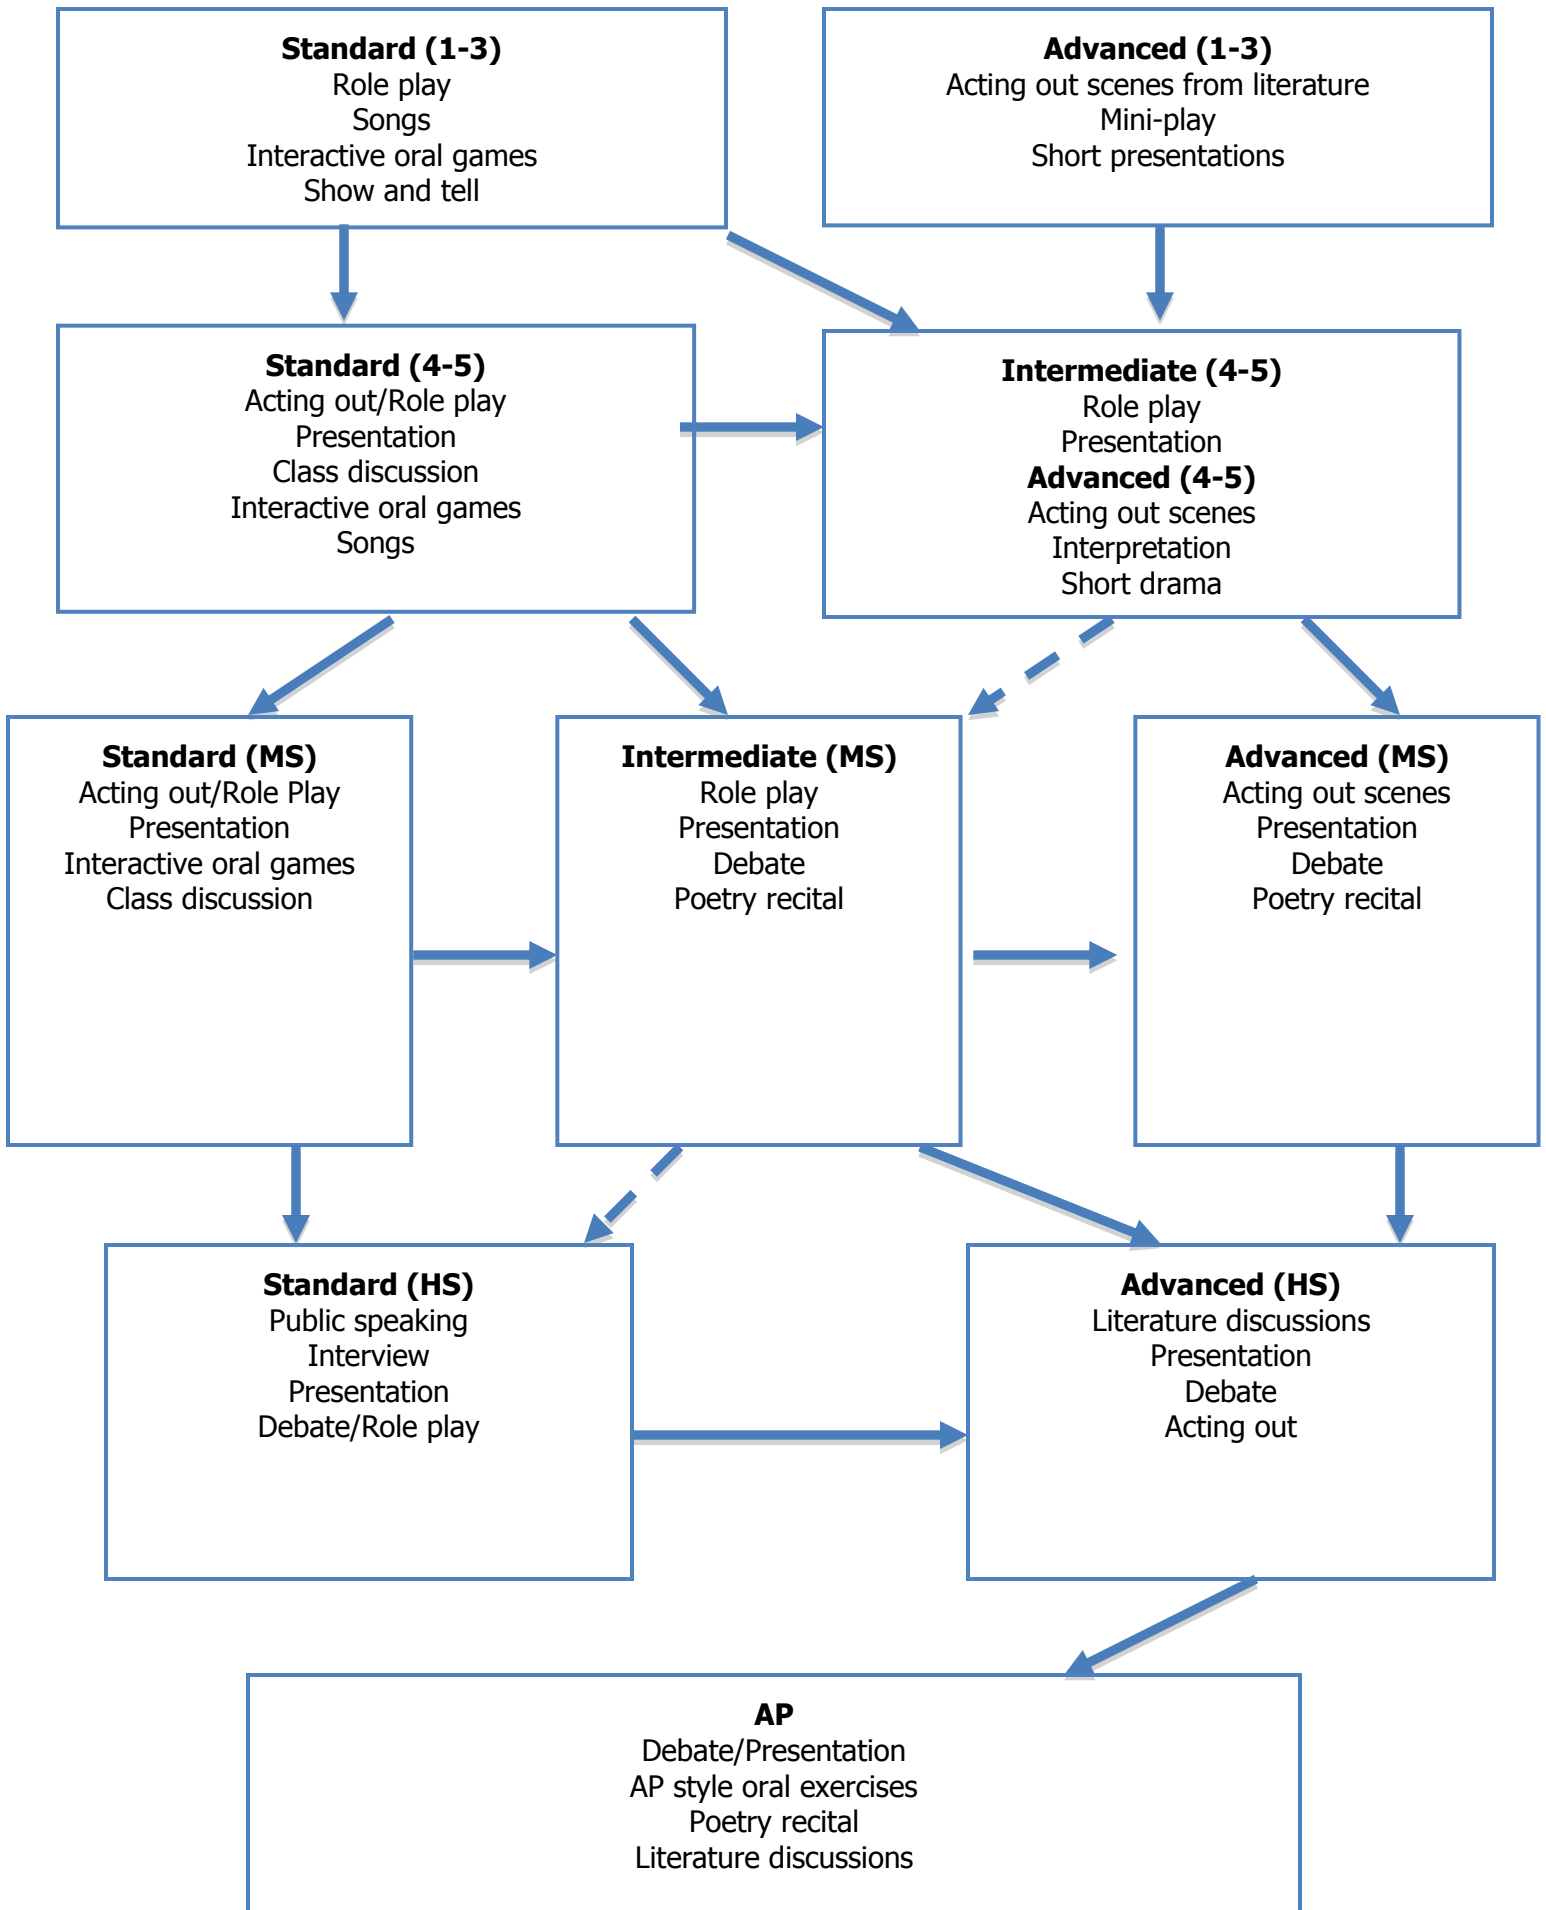 Standard (1-3)
Role play
Songs
Interactive oral games
Show and tell
Advanced (1-3)
Acting out scenes from literature
Mini-play
Short presentations
Standard (4-5)
Acting out/Role play
Presentation
Class discussion
Interactive oral games
Songs
Intermediate (4-5)
Role play
Presentation
Advanced (4-5)
Acting out scenes
Interpretation
Short drama
Standard (MS)
Acting out/Role Play
Presentation
Interactive oral games
Class discussion
Intermediate (MS)
Role play
Presentation
Debate
Poetry recital
Advanced (MS)
Acting out scenes
Presentation
Debate
Poetry recital
Standard (HS)
Public speaking
Interview
Presentation
Debate/Role play
Advanced (HS)
Literature discussions
Presentation
Debate
Acting out
AP
Debate/Presentation
AP style oral exercises
Poetry recital
Literature discussions